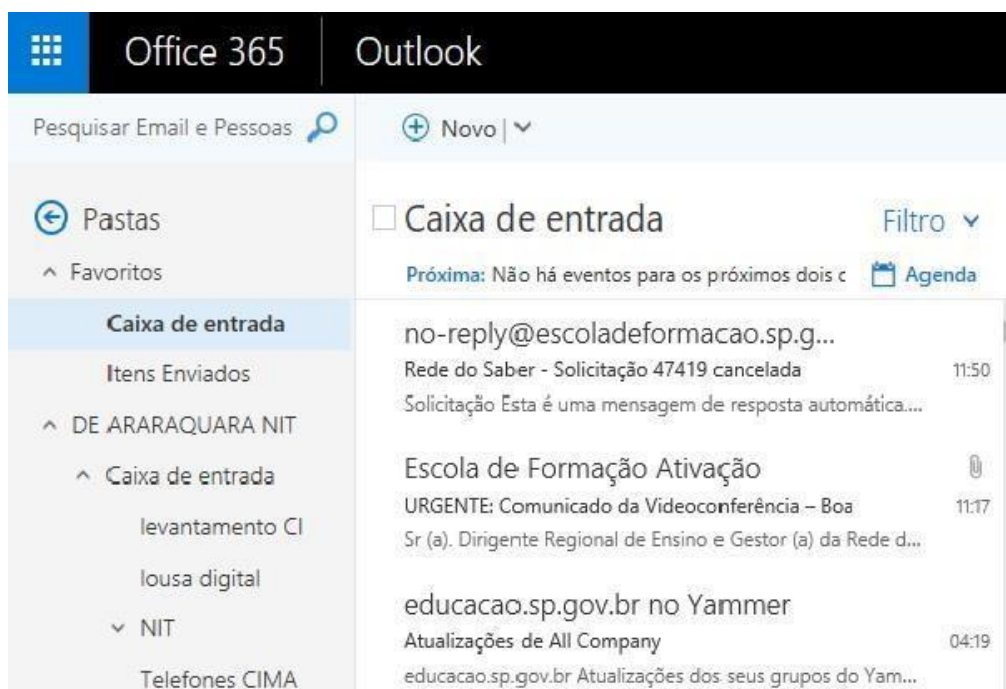 Office 365
Outlook
Pesquisar Email e Pessoas
Novo
Pastas
Favoritos
Caixa de entrada
Itens Enviados
DE ARARAQUARA NIT
Caixa de entrada
levantamento CI
lousa digital
NIT
Telefones CIMA
Caixa de entrada
Filtro
Próxima: Não há eventos para os próximos dois c
Agenda
no-reply@escoladeformacao.sp.g...
Rede do Saber - Solicitação 47419 cancelada 11:50
Solicitação Esta é uma mensagem de resposta automática....
Escola de Formação Ativação
URGENTE: Comunicado da Videoconferência – Boa 11:17
Sr (a). Dirigente Regional de Ensino e Gestor (a) da Rede d...
educacao.sp.gov.br no Yammer
Atualizações de All Company 04:19
educacao.sp.gov.br Atualizações dos seus grupos do Yam...